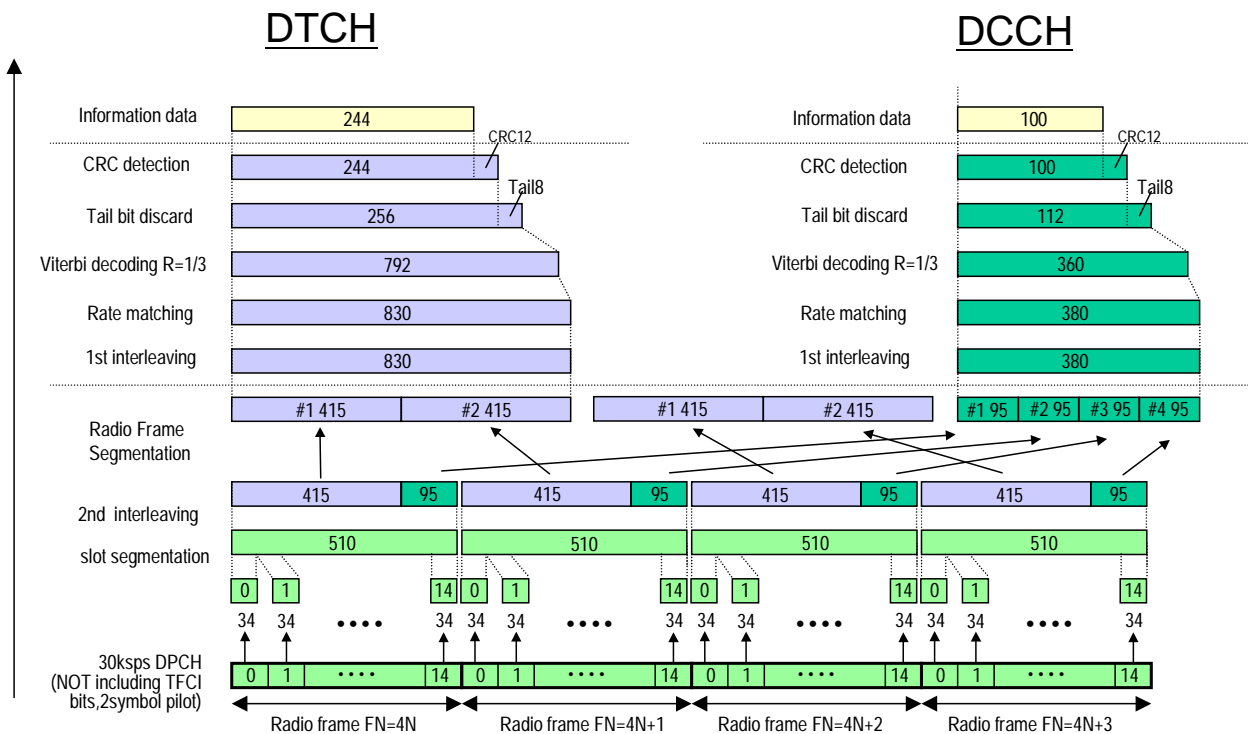 DTCH DCCH
Information data 244 Information data 100
CRC12 CRC12
CRC detection 244 CRC detection 100
Tail8 Tail8
Tail bit discard 256 Tail bit discard 112
Viterbi decoding R=1/3 792 Viterbi decoding R=1/3 360
Rate matching 830 Rate matching 380
1st interleaving 830 1st interleaving 380
#1 415 #2 415 #1 415 #2 415 #1 95 #2 95 #3 95 #4 95
Radio Frame
Segmentation
415 95 415 95 415 95 415 95
2nd interleaving
slot segmentation 510 510 510 510
0 1 14 0 1 14 0 1 14 0 1 14
34 34 •••• 34 34 34 •••• 34 34 34 •••• 34 34 34 •••• 34
30ksps DPCH
(NOT including TFCI
bits,2symbol pilot)
0 1 •••• 14 0 1 •••• 14 0 1 •••• 14 0 1 •••• 14
Radio frame FN=4N Radio frame FN=4N+1 Radio frame FN=4N+2 Radio frame FN=4N+3